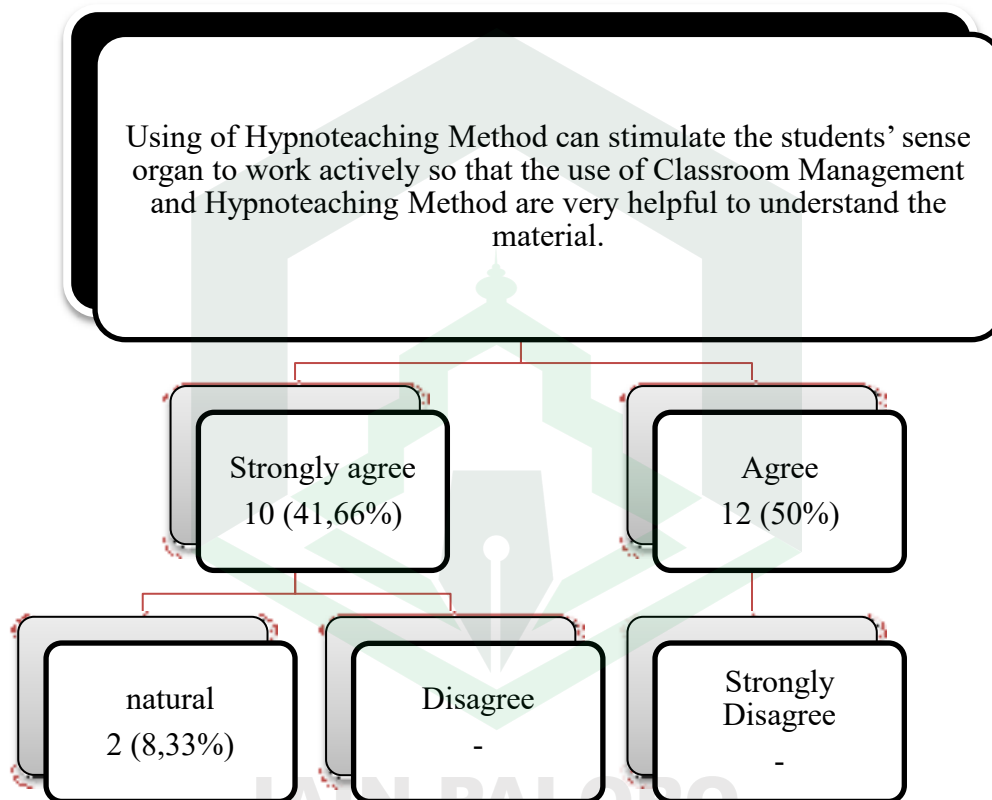 Using of Hypnoteaching Method can stimulate the students’ sense
organ to work actively so that the use of Classroom Management
and Hypnoteaching Method are very helpful to understand the
material.
Strongly agree
10 (41,66%)
Agree
12 (50%)
natural
2 (8,33%)
Disagree
-
Strongly
Disagree
-
IAIN PALOPO